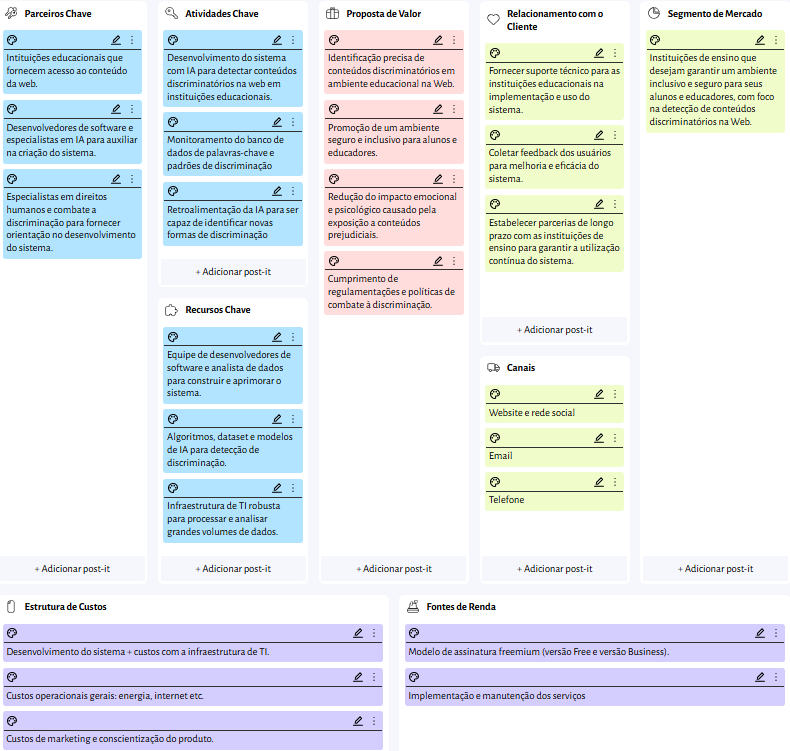 Parceiros Chave
Intituições educacionais que
fornecem acesso ao conteúdo
da web.
Desenvolvedores de software e
especialistas em IA para auxiliar
na criação do sistema.
Especialistas em direitos
humanos e combate a
discriminação para fornecer
orientação no desenvolvimento
do sistema.
+ Adicionar post-it
Atividades Chave
Desenvolvimento do sistema
com IA para detectar conteúdos
discriminatórios na web em
instituições educacionais.
Monitoramento do banco de
dados de palavras-chave e
padrões de discriminação
Retroalimentação da IA para ser
capaz de identificar novas
formas de discriminação
+ Adicionar post-it
Recursos Chave
Equipe de desenvolvedores de
software e analista de dados
para construir e aprimorar o
sistema.
Algoritmos, dataset e modelos
de IA para detecção de
discriminação.
Infraestrutura de TI robusta
para processar e analisar
grandes volumes de dados.
+ Adicionar post-it
Proposta de Valor
Identificação precisa de
conteúdos discriminatórios em
ambiente educacional na Web.
Promoção de um ambiente
seguro e inclusivo para alunos e
educadores.
Redução do impacto emocional
e psicológico causado pela
exposição a conteúdos
prejudiciais.
Cumprimento de
regulamentações e políticas de
combate à discriminação.
+ Adicionar post-it
Relacionamento com o
Cliente
Fornecer suporte técnico para as
instituições educacionais na
implementação e uso do
sistema.
Coletar feedback dos usuários
para melhoria e eficácia do
sistema.
Estabelecer parcerias de longo
prazo com as instituições de
ensino para garantir a utilização
contínua do sistema.
+ Adicionar post-it
Canais
Website e rede social
Email
Telefone
+ Adicionar post-it
Segmento de Mercado
Instituições de ensino que
desejam garantir um ambiente
inclusivo e seguro para seus
alunos e educadores, com foco
na detecção de conteúdos
discriminatórios na Web.
+ Adicionar post-it
Estrutura de Custos
Desenvolvimento do sistema + custos com a infraestrutura de TI.
Custos operacionais gerais: energia, internet etc.
Custos de marketing e conscientização do produto.
Fontes de Renda
Modelo de assinatura freemium (versão Free e versão Business).
Implementação e manutenção dos serviços